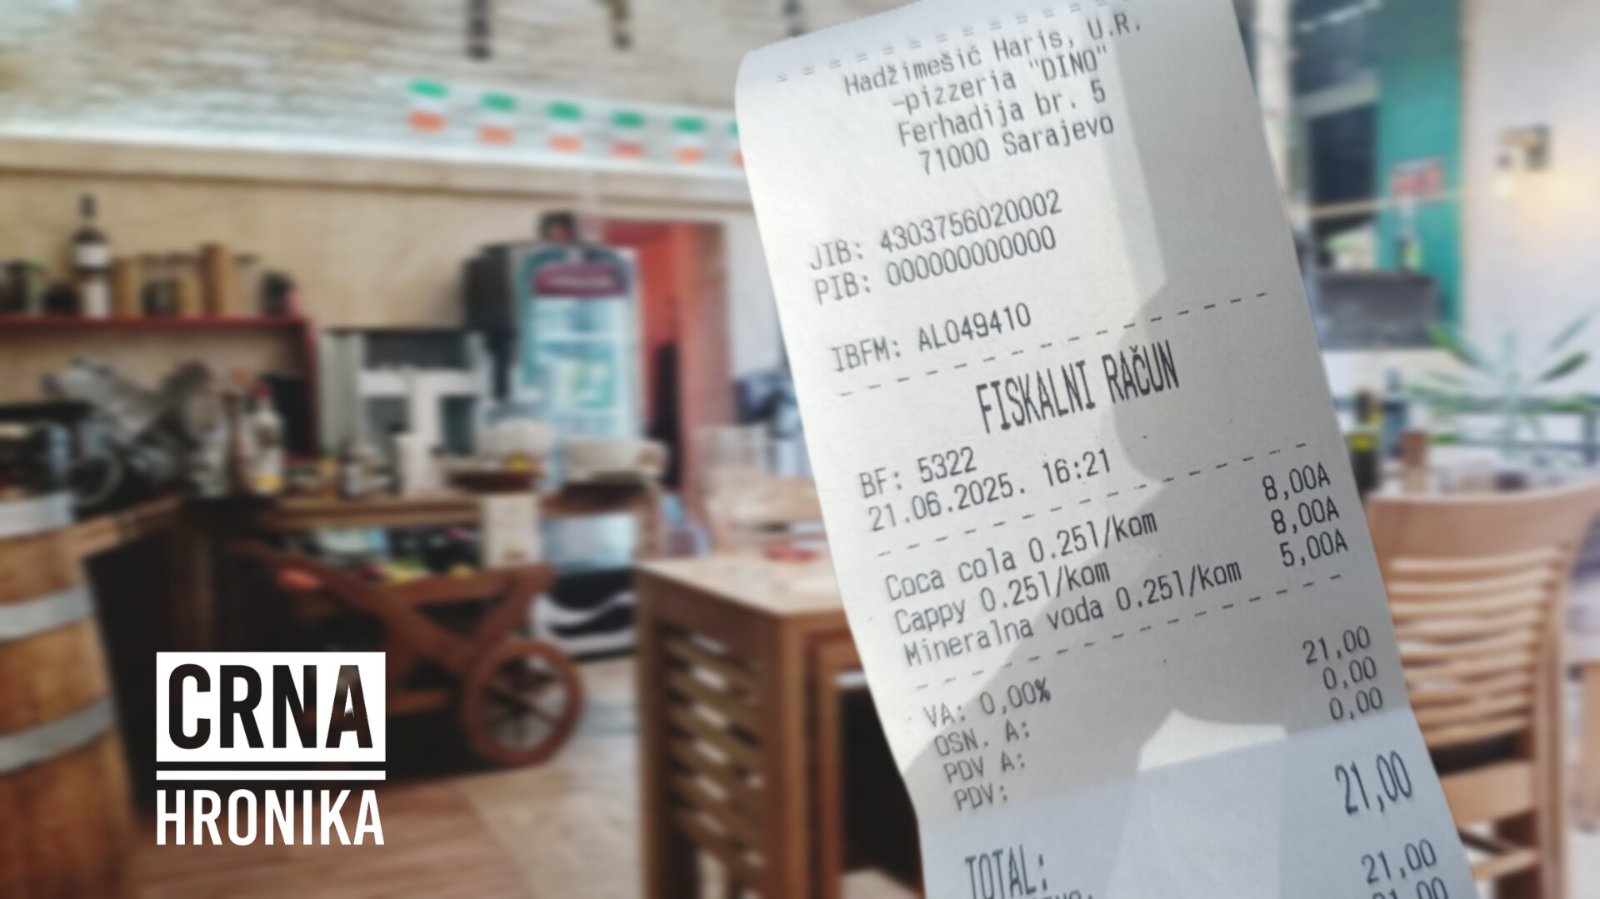 Hadžimešić Haris, U.R.
-pizzeria "DINO"
Ferhadija br. 5
71000 Sarajevo
JIB: 4303756020002
PIB: 000000000000
IBFM: AL049410
FISKALNI RAČUN
BF: 5322
21.06.2025. 16:21
Coca cola 0.25l/kom 8,00A
Cappy 0.25l/kom 8,00A
Mineralna voda 0.25l/kom 5,00A
VA: 0,00%
OSN. A: 21,00
PDV A: 0,00
PDV: 0,00
TOTAL: 21,00
21,00
21,00
CRNA
HRONIKA